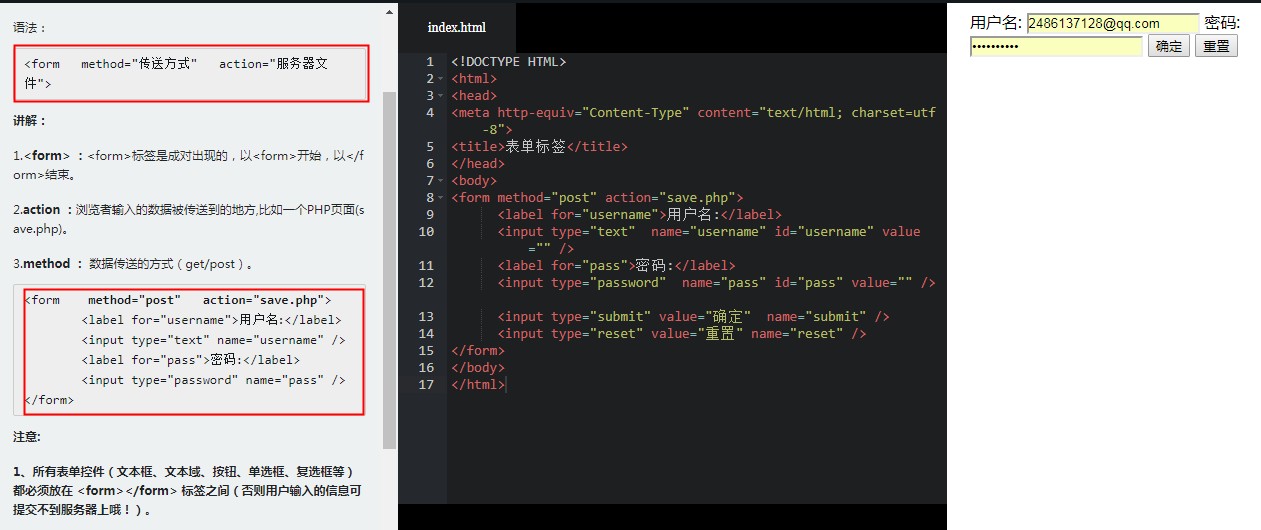 语法：
<form   method="传送方式"   action="服务器文
件">
讲解：
1.<form> ：<form>标签是成对出现的，以<form>开始，以</f
orm>结束。
2.action ：浏览者输入的数据被传送到的地方,比如一个PHP页面(s
ave.php)。
3.method ： 数据传送的方式（get/post）。
<form    method="post"   action="save.php">
        <label for="username">用户名:</label>
        <input type="text" name="username" />
        <label for="pass">密码:</label>
        <input type="password" name="pass" />
</form>
注意:
1、所有表单控件（文本框、文本域、按钮、单选框、复选框等）
都必须放在 <form></form> 标签之间（否则用户输入的信息可
提交不到服务器上哦！）。
index.html
1 <!DOCTYPE HTML>
2 <html>
3 <head>
4 <meta http-equiv="Content-Type" content="text/html; charset=utf
-8">
5 <title>表单标签</title>
6 </head>
7 <body>
8 <form method="post" action="save.php">
9       <label for="username">用户名:</label>
10       <input type="text"  name="username" id="username" value
="" />
11       <label for="pass">密码:</label>
12       <input type="password"  name="pass" id="pass" value="" />
13       <input type="submit" value="确定"  name="submit" />
14       <input type="reset" value="重置" name="reset" />
15 </form>
16 </body>
17 </html>
用户名: 2486137128@qq.com 密码:
•••••••••• 确定 重置